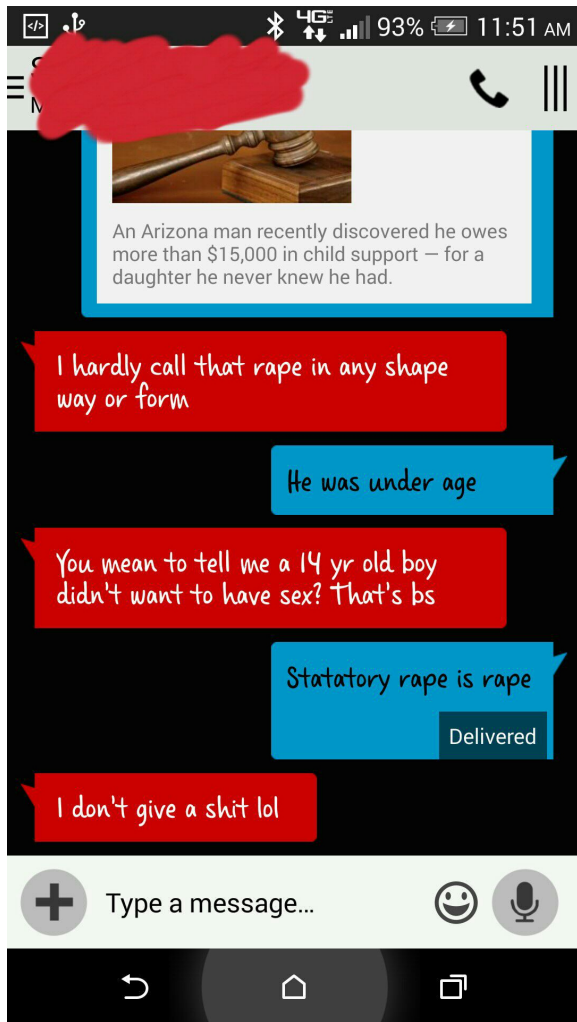 </> 4G LTE 93% 11:51 AM
An Arizona man recently discovered he owes
more than $15,000 in child support — for a
daughter he never knew he had.
I hardly call that rape in any shape
way or form
He was under age
You mean to tell me a 14 yr old boy
didn't want to have sex? That's bs
Statatory rape is rape
Delivered
I don't give a shit lol
Type a message...